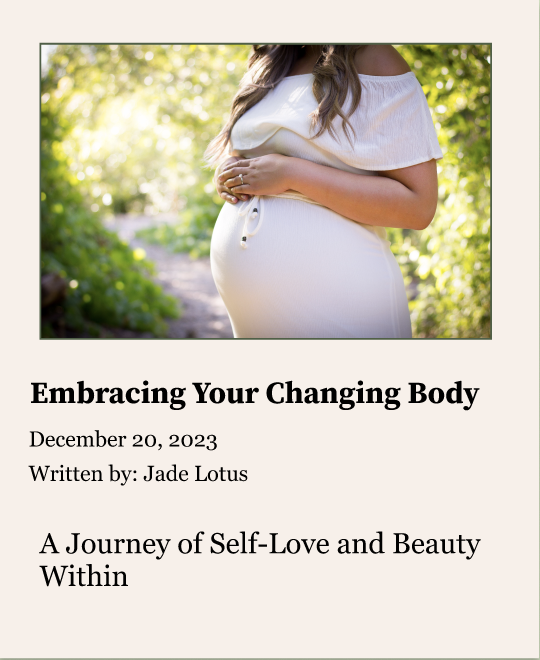 Embracing Your Changing Body
December 20, 2023
Written by: Jade Lotus
A Journey of Self-Love and Beauty
Within